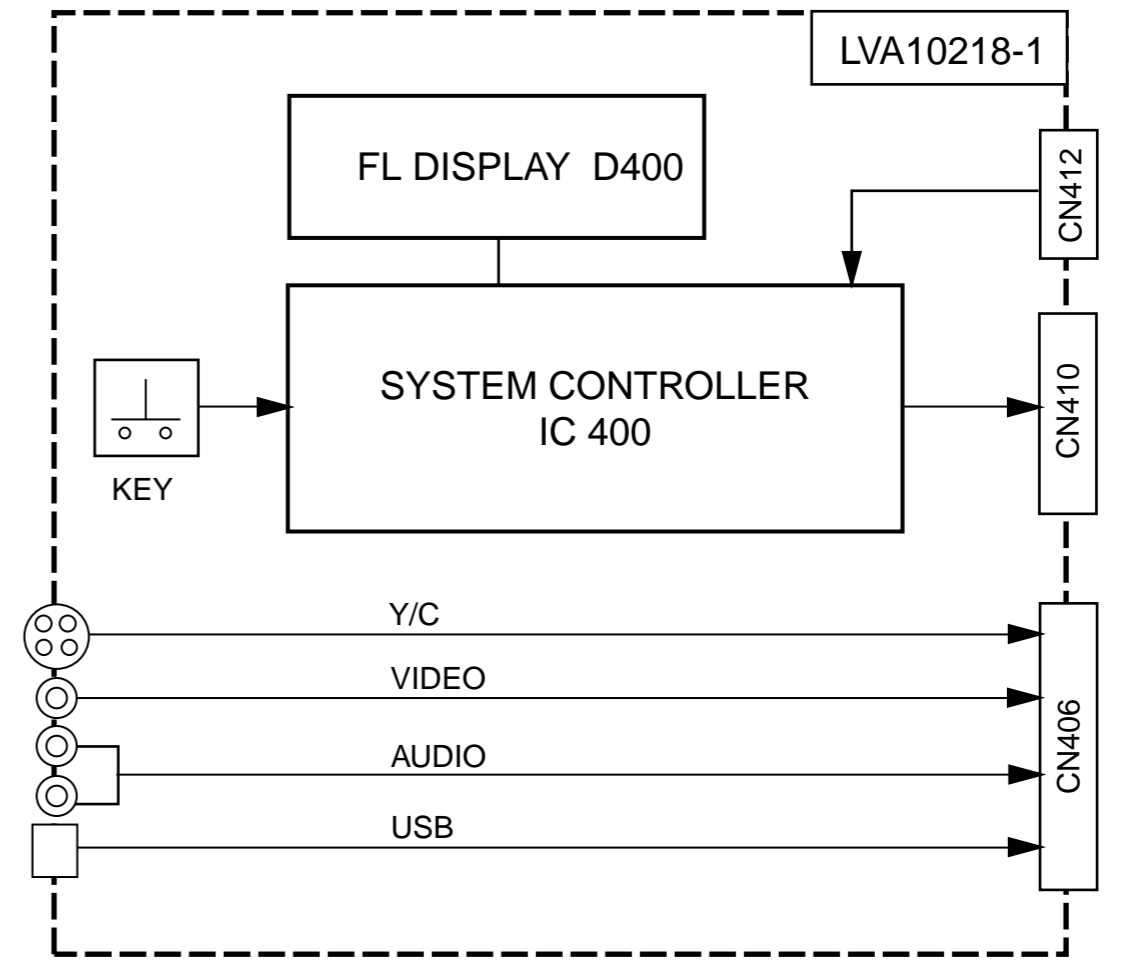 LVA10218-1
FL DISPLAY D400
CN412
SYSTEM CONTROLLER
IC 400
CN410
KEY
Y/C
VIDEO
AUDIO
USB
CN406